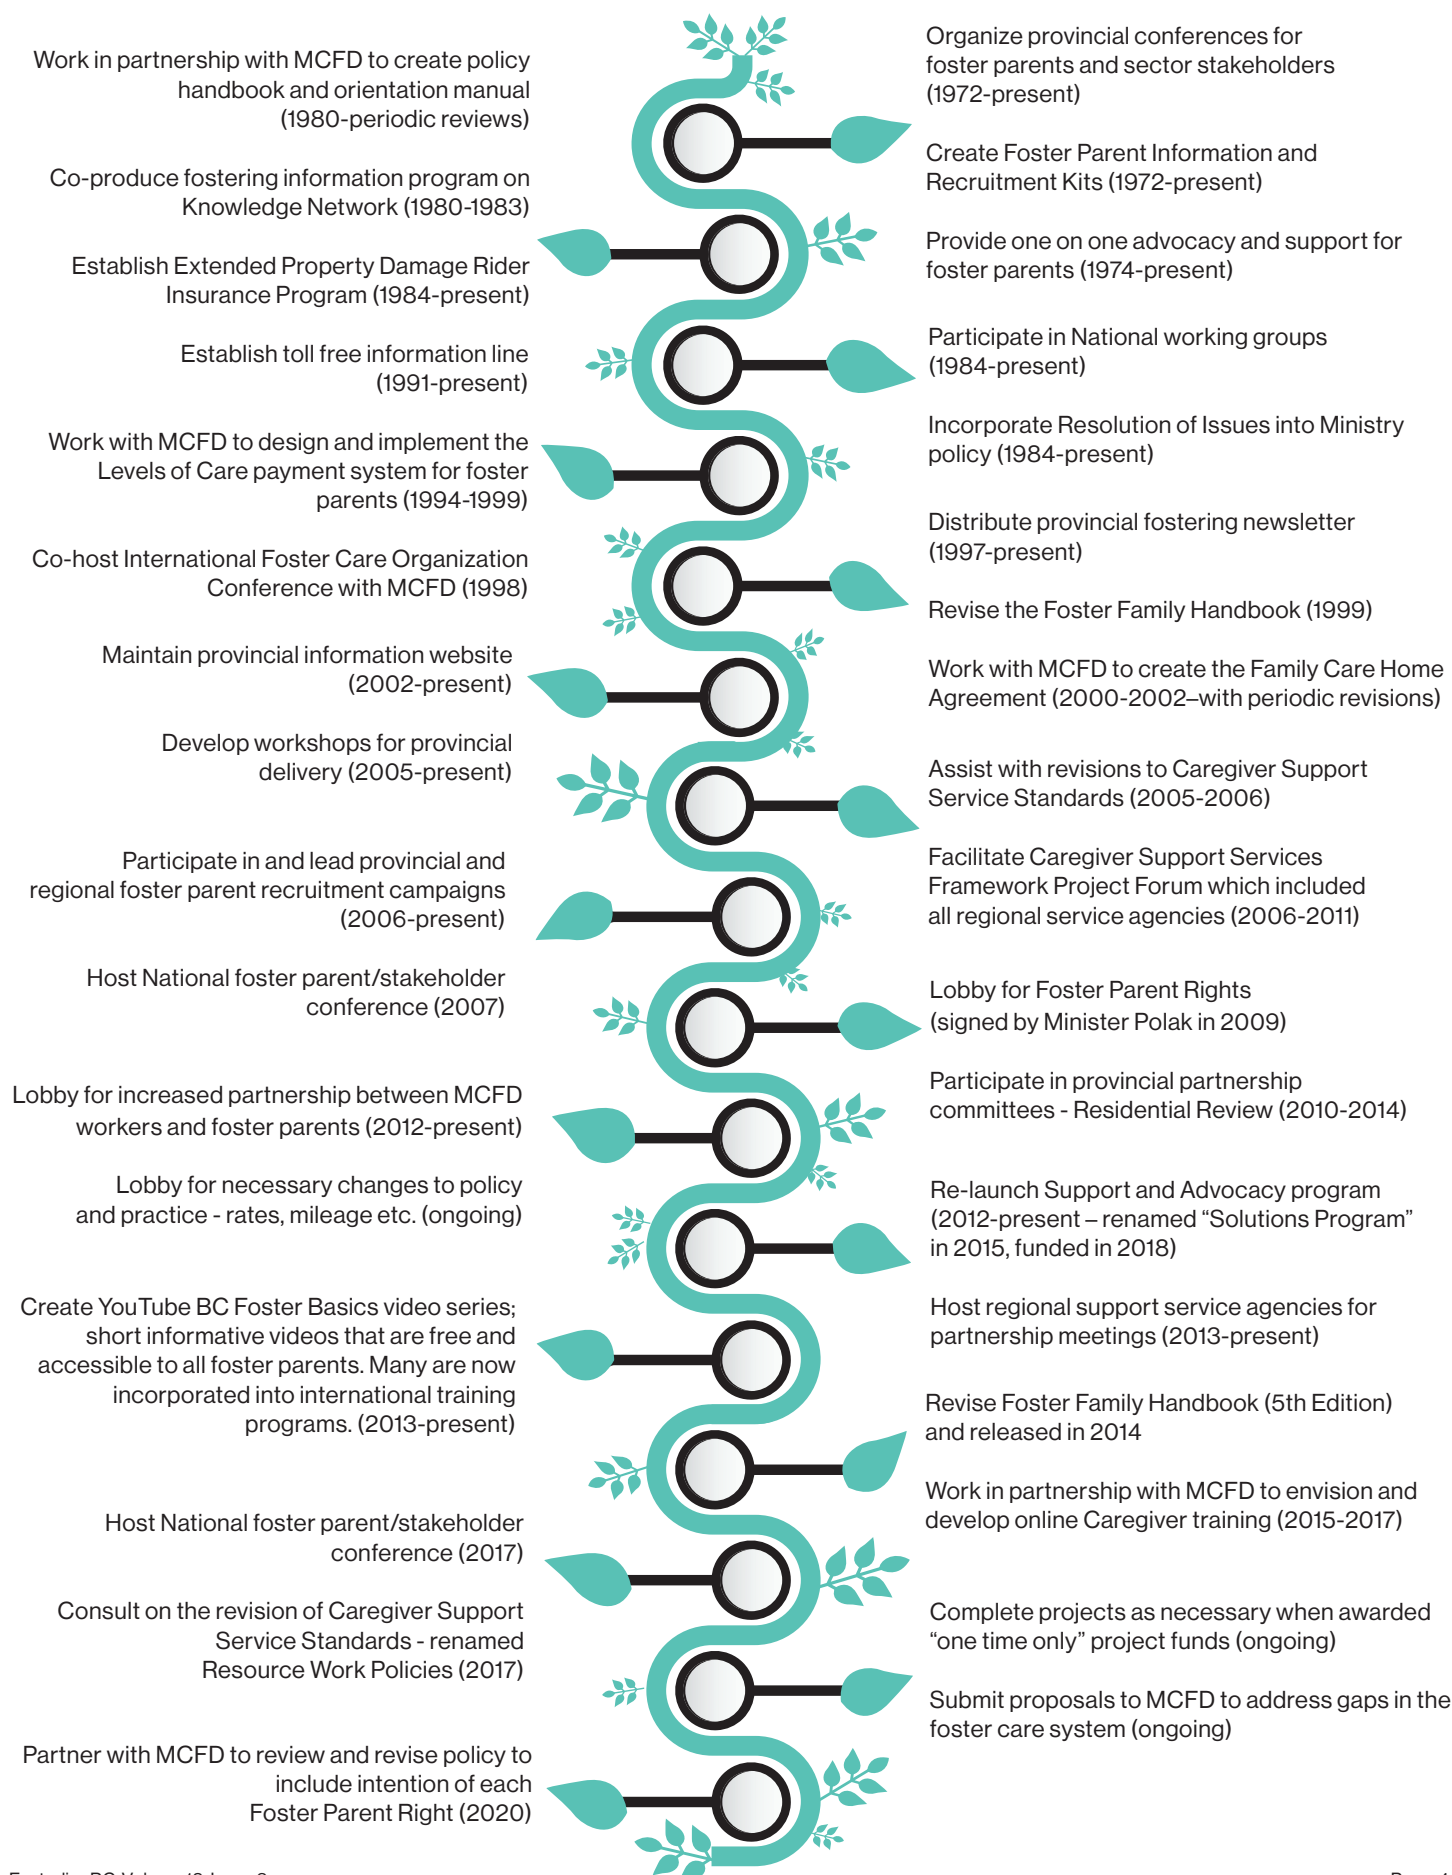 Work in partnership with MCFD to create policy
handbook and orientation manual
(1980-periodic reviews)
Co-produce fostering information program on
Knowledge Network (1980-1983)
Establish Extended Property Damage Rider
Insurance Program (1984-present)
Establish toll free information line
(1991-present)
Work with MCFD to design and implement the
Levels of Care payment system for foster
parents (1994-1999)
Co-host International Foster Care Organization
Conference with MCFD (1998)
Maintain provincial information website
(2002-present)
Develop workshops for provincial
delivery (2005-present)
Participate in and lead provincial and
regional foster parent recruitment campaigns
(2006-present)
Host National foster parent/stakeholder
conference (2007)
Lobby for increased partnership between MCFD
workers and foster parents (2012-present)
Lobby for necessary changes to policy
and practice - rates, mileage etc. (ongoing)
Create YouTube BC Foster Basics video series;
short informative videos that are free and
accessible to all foster parents. Many are now
incorporated into international training
programs. (2013-present)
Host National foster parent/stakeholder
conference (2017)
Consult on the revision of Caregiver Support
Service Standards - renamed
Resource Work Policies (2017)
Partner with MCFD to review and revise policy to
include intention of each
Foster Parent Right (2020)
Organize provincial conferences for
foster parents and sector stakeholders
(1972-present)
Create Foster Parent Information and
Recruitment Kits (1972-present)
Provide one on one advocacy and support for
foster parents (1974-present)
Participate in National working groups
(1984-present)
Incorporate Resolution of Issues into Ministry
policy (1984-present)
Distribute provincial fostering newsletter
(1997-present)
Revise the Foster Family Handbook (1999)
Work with MCFD to create the Family Care Home
Agreement (2000-2002–with periodic revisions)
Assist with revisions to Caregiver Support
Service Standards (2005-2006)
Facilitate Caregiver Support Services
Framework Project Forum which included
all regional service agencies (2006-2011)
Lobby for Foster Parent Rights
(signed by Minister Polak in 2009)
Participate in provincial partnership
committees - Residential Review (2010-2014)
Re-launch Support and Advocacy program
(2012-present – renamed “Solutions Program”
in 2015, funded in 2018)
Host regional support service agencies for
partnership meetings (2013-present)
Revise Foster Family Handbook (5th Edition)
and released in 2014
Work in partnership with MCFD to envision and
develop online Caregiver training (2015-2017)
Complete projects as necessary when awarded
“one time only” project funds (ongoing)
Submit proposals to MCFD to address gaps in the
foster care system (ongoing)